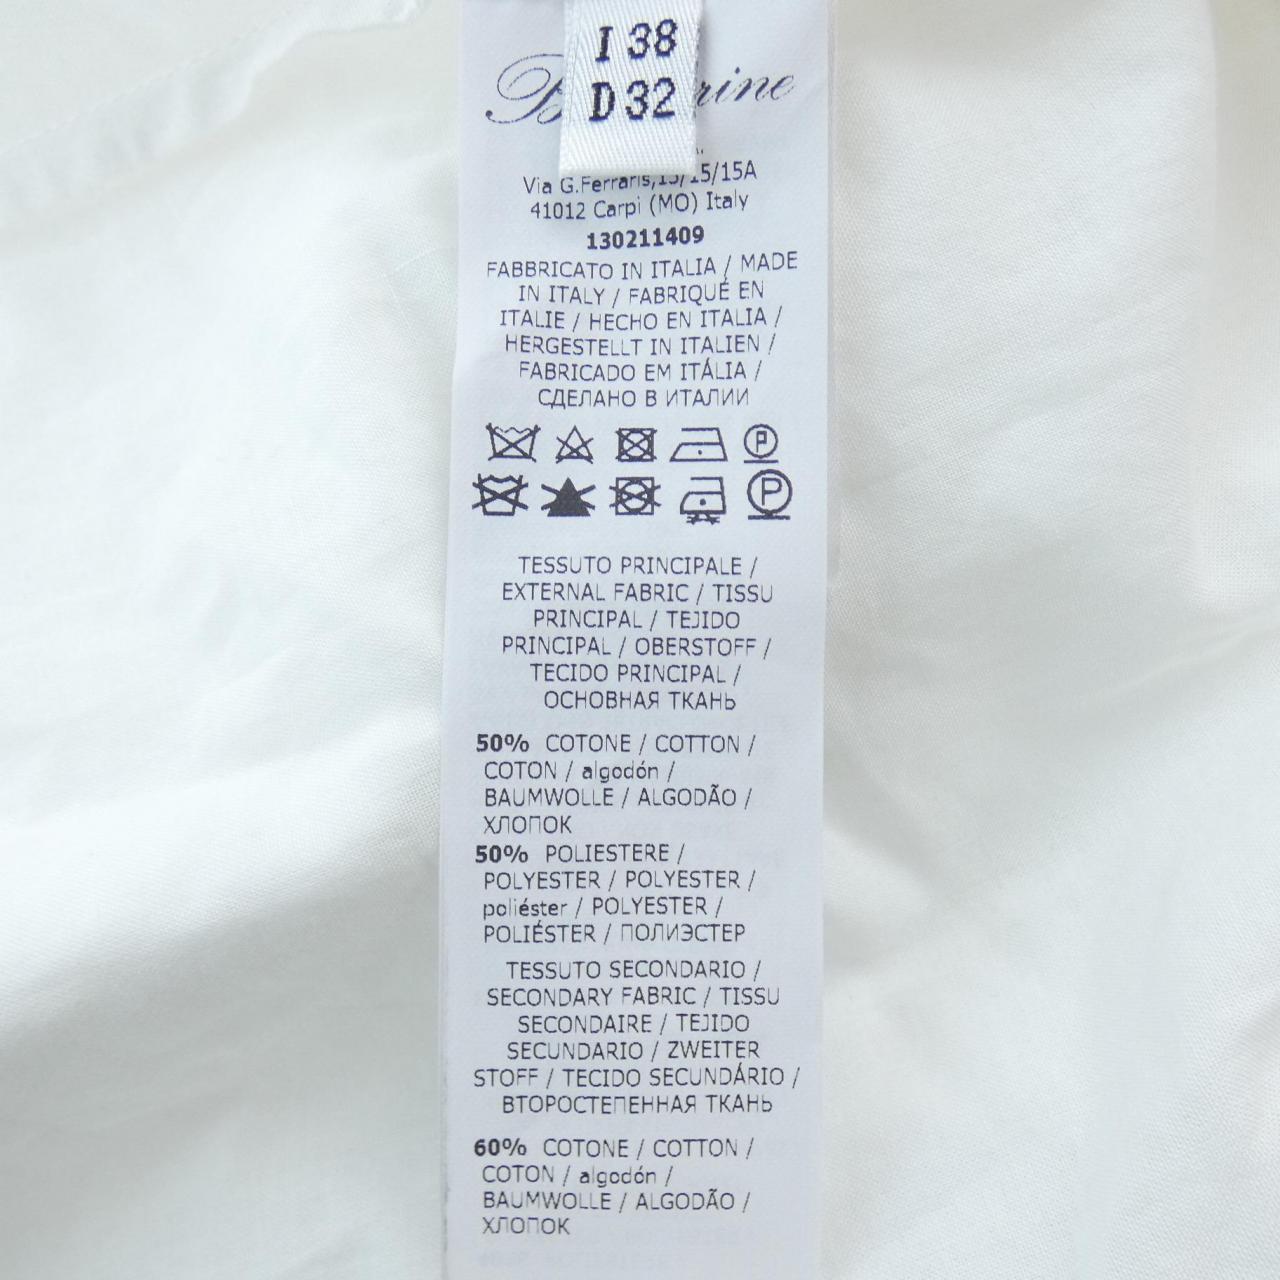 I 38
D 32
Via G.Ferraris,13/15/15A
41012 Carpi (MO) Italy
130211409
FABBRICATO IN ITALIA / MADE
IN ITALY / FABRIQUÉ EN
ITALIE / HECHO EN ITALIA /
HERGESTELLT IN ITALIEN /
FABRICADO EM ITÁLIA /
СДЕЛАНО В ИТАЛИИ
P
P
TESSUTO PRINCIPALE /
EXTERNAL FABRIC / TISSU
PRINCIPAL / TEJIDO
PRINCIPAL / OBERSTOFF /
TECIDO PRINCIPAL /
ОСНОВНАЯ ТКАНЬ
50% COTONE / COTTON /
COTON / algodón /
BAUMWOLLE / ALGODÃO /
ХЛОПОК
50% POLIESTERE /
POLYESTER / POLYESTER /
poliéster / POLYESTER /
POLIÉSTER / ПОЛИЭСТЕР
TESSUTO SECONDARIO /
SECONDARY FABRIC / TISSU
SECONDAIRE / TEJIDO
SECUNDARIO / ZWEITER
STOFF / TECIDO SECUNDÁRIO /
ВТОРОСТЕПЕННАЯ ТКАНЬ
60% COTONE / COTTON /
COTON / algodón /
BAUMWOLLE / ALGODÃO /
ХЛОПОК